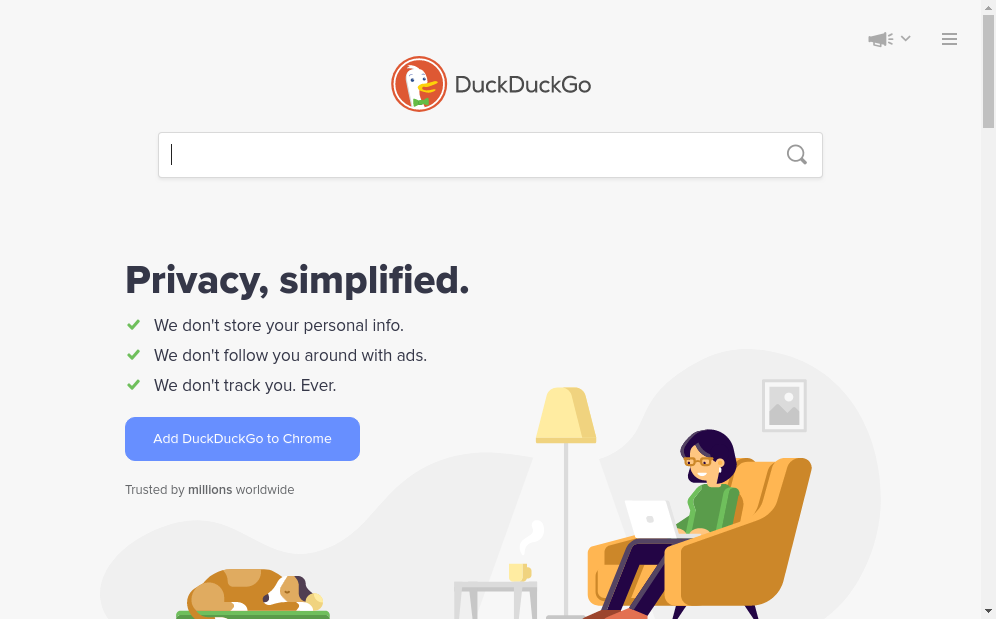 DuckDuckGo
Privacy, simplified.
We don't store your personal info.
We don't follow you around with ads.
We don't track you. Ever.
Add DuckDuckGo to Chrome
Trusted by millions worldwide